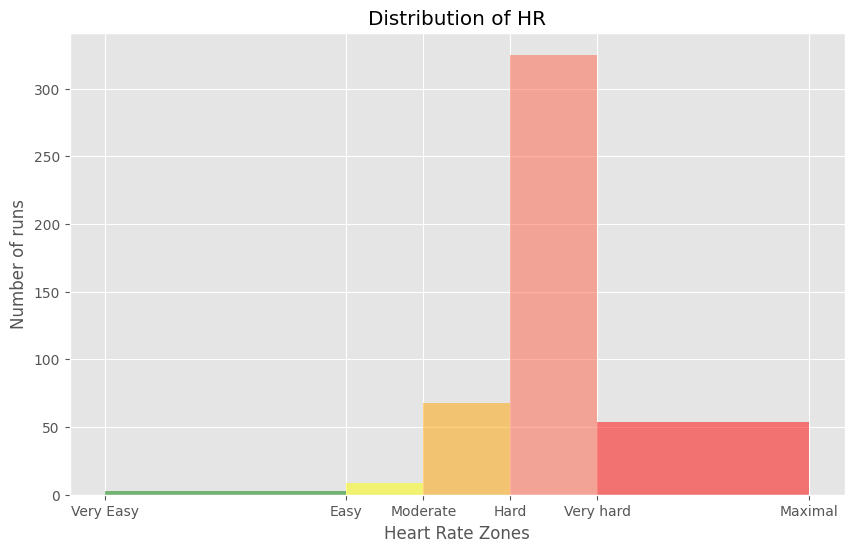 Distribution of HR
Number of runs
300
250
200
150
100
50
0
Very Easy Easy Moderate Hard Very hard Maximal
Heart Rate Zones